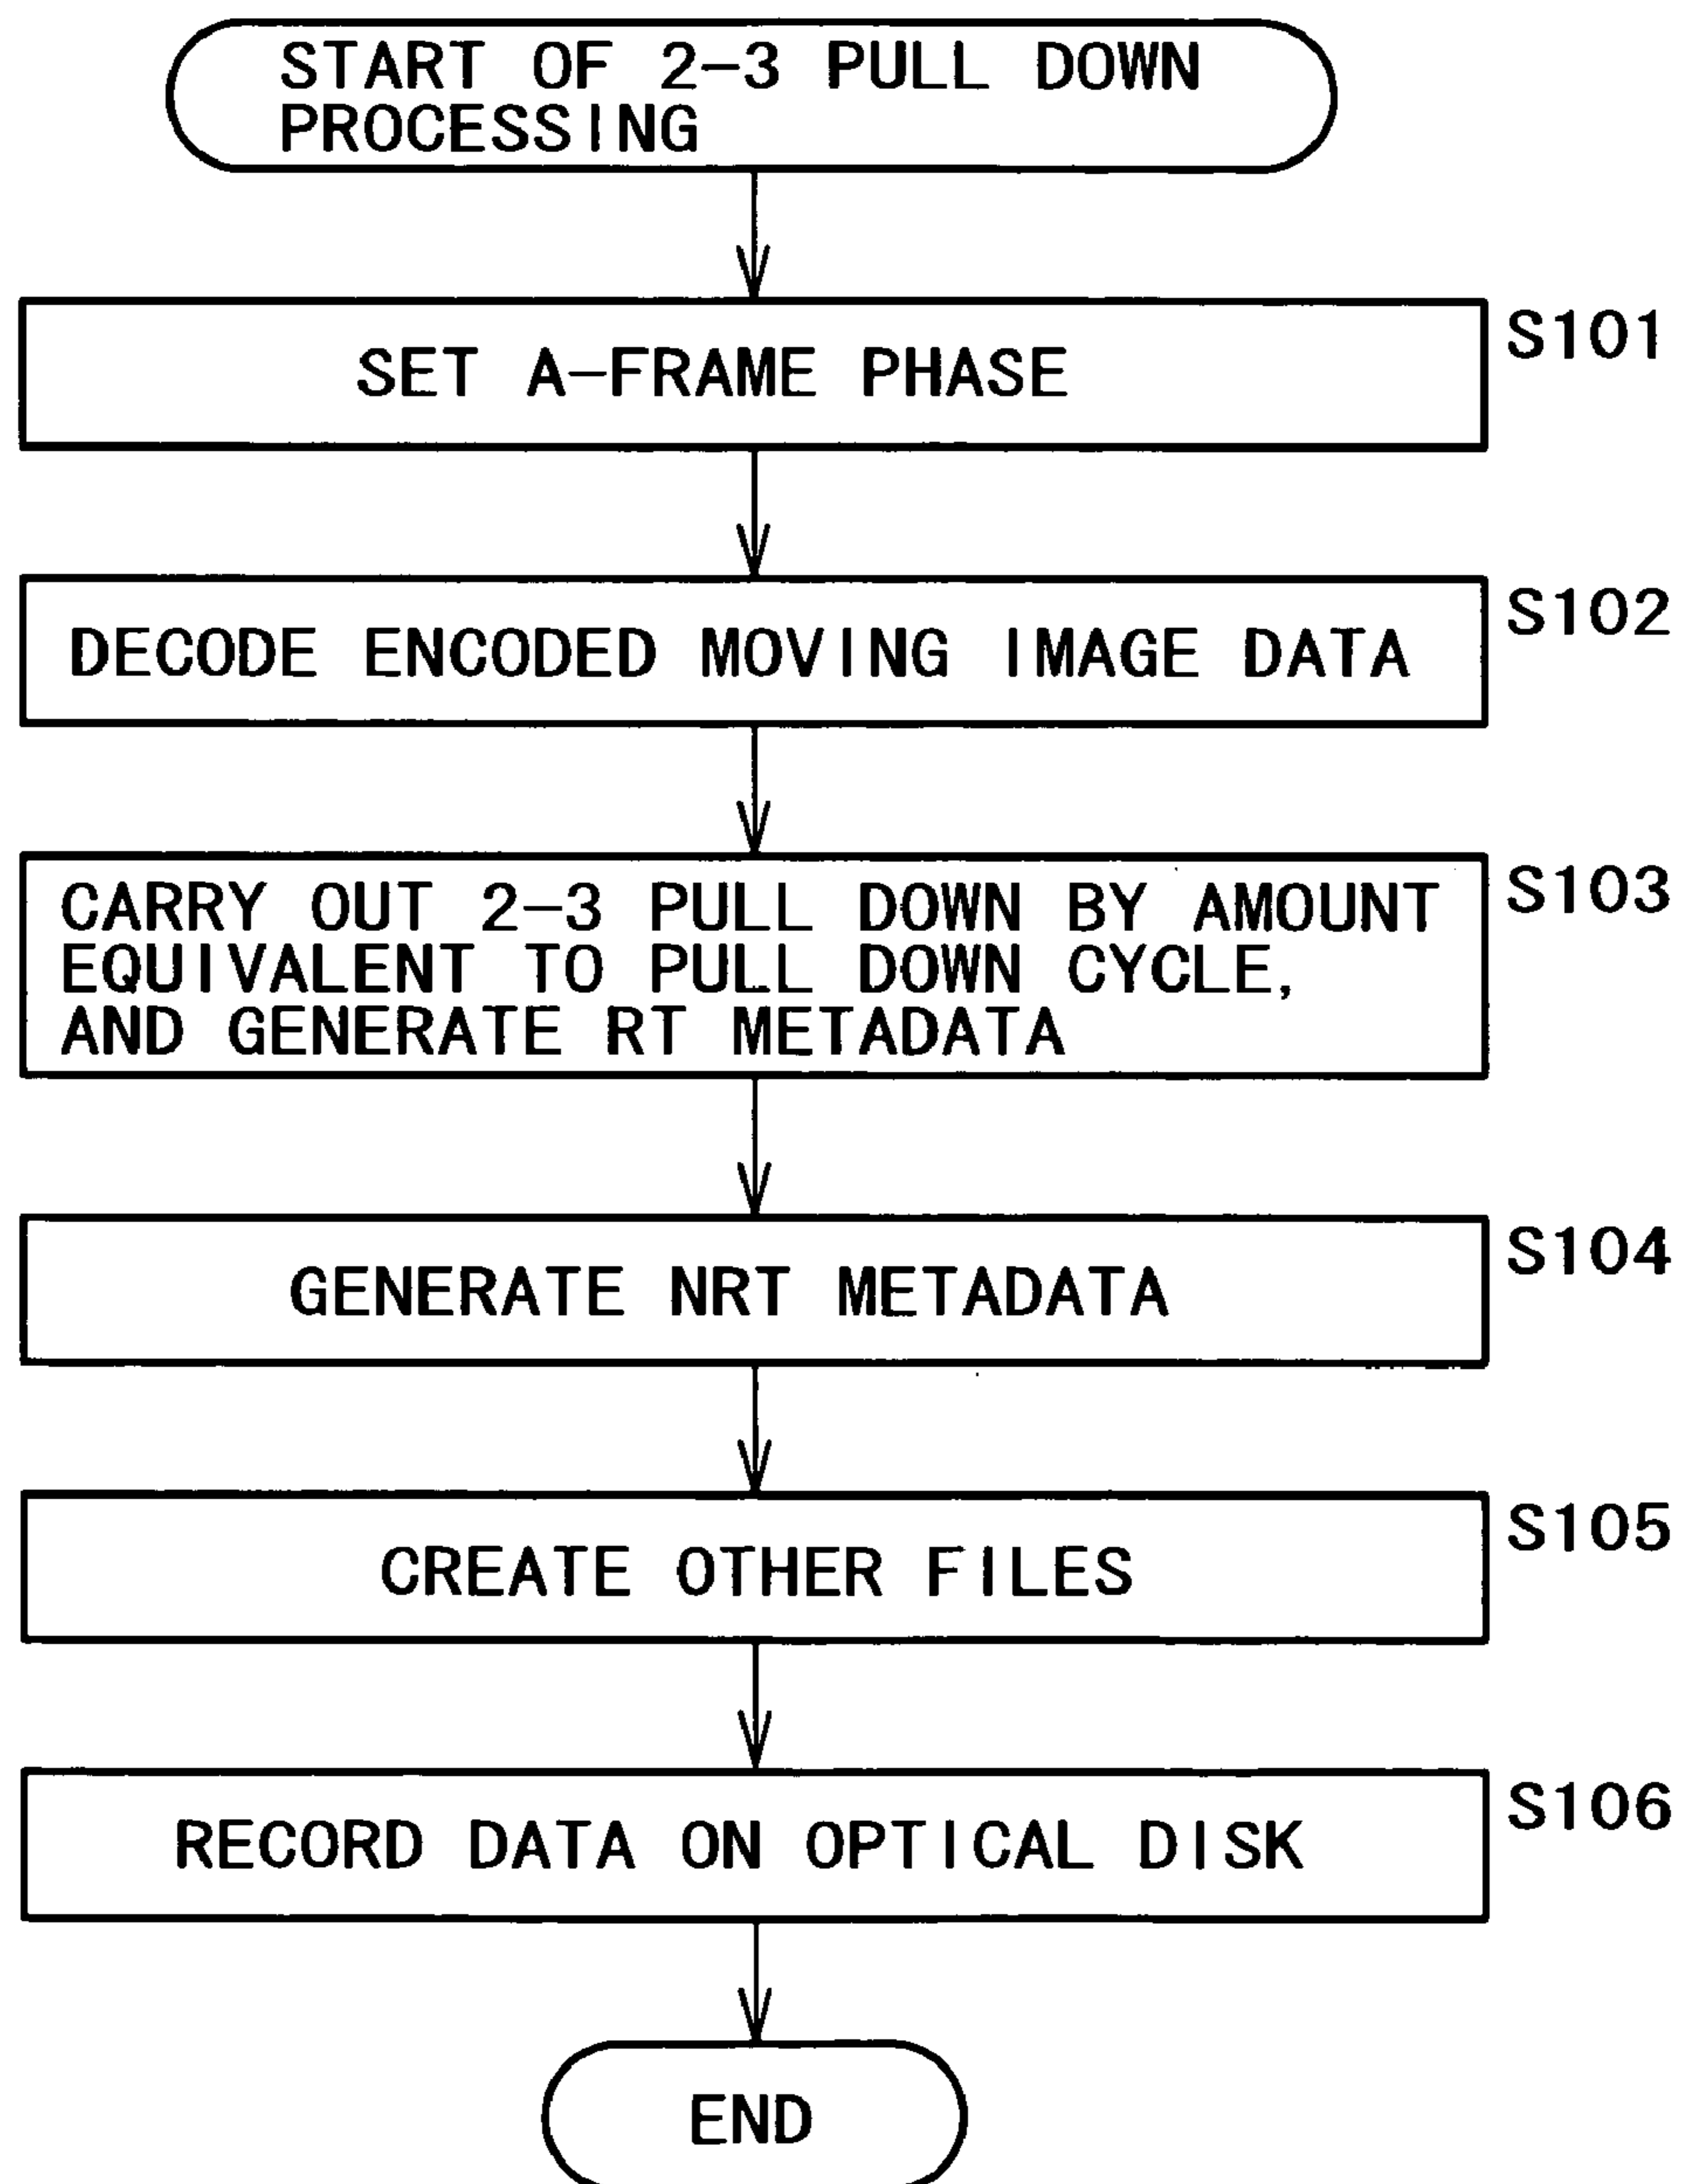 START OF 2-3 PULL DOWN
PROCESSING
SET A-FRAME PHASE
S101
DECODE ENCODED MOVING IMAGE DATA
S102
CARRY OUT 2-3 PULL DOWN BY AMOUNT
EQUIVALENT TO PULL DOWN CYCLE,
AND GENERATE RT METADATA
S103
GENERATE NRT METADATA
S104
CREATE OTHER FILES
S105
RECORD DATA ON OPTICAL DISK
S106
END